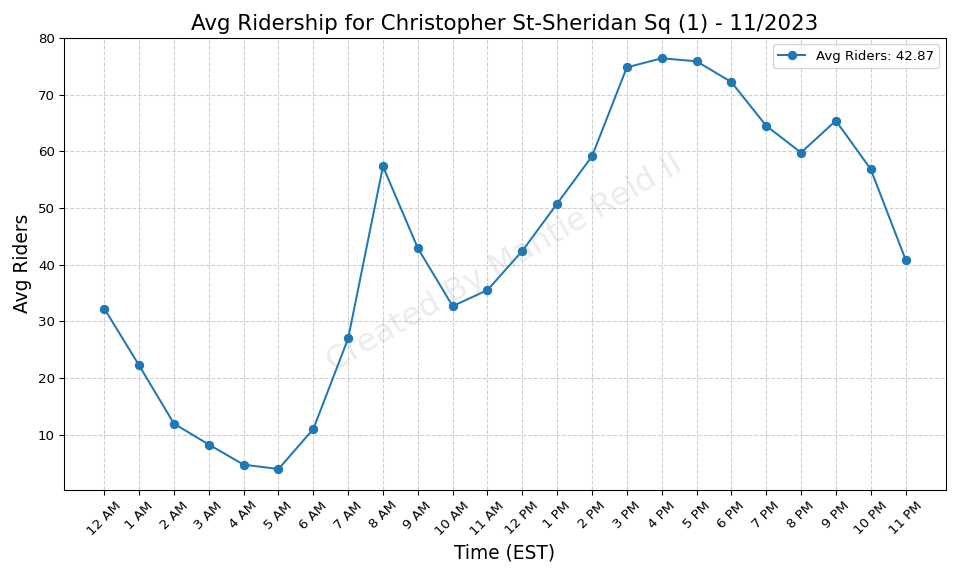 Avg Ridership for Christopher St-Sheridan Sq (1) - 11/2023
Avg Riders: 42.87
80
70
60
50
40
30
20
10
Avg Riders
Created By Mantie Reid II
12 AM
1 AM
2 AM
3 AM
4 AM
5 AM
6 AM
7 AM
8 AM
9 AM
10 AM
11 AM
12 PM
1 PM
2 PM
3 PM
4 PM
5 PM
6 PM
7 PM
8 PM
9 PM
10 PM
11 PM
Time (EST)